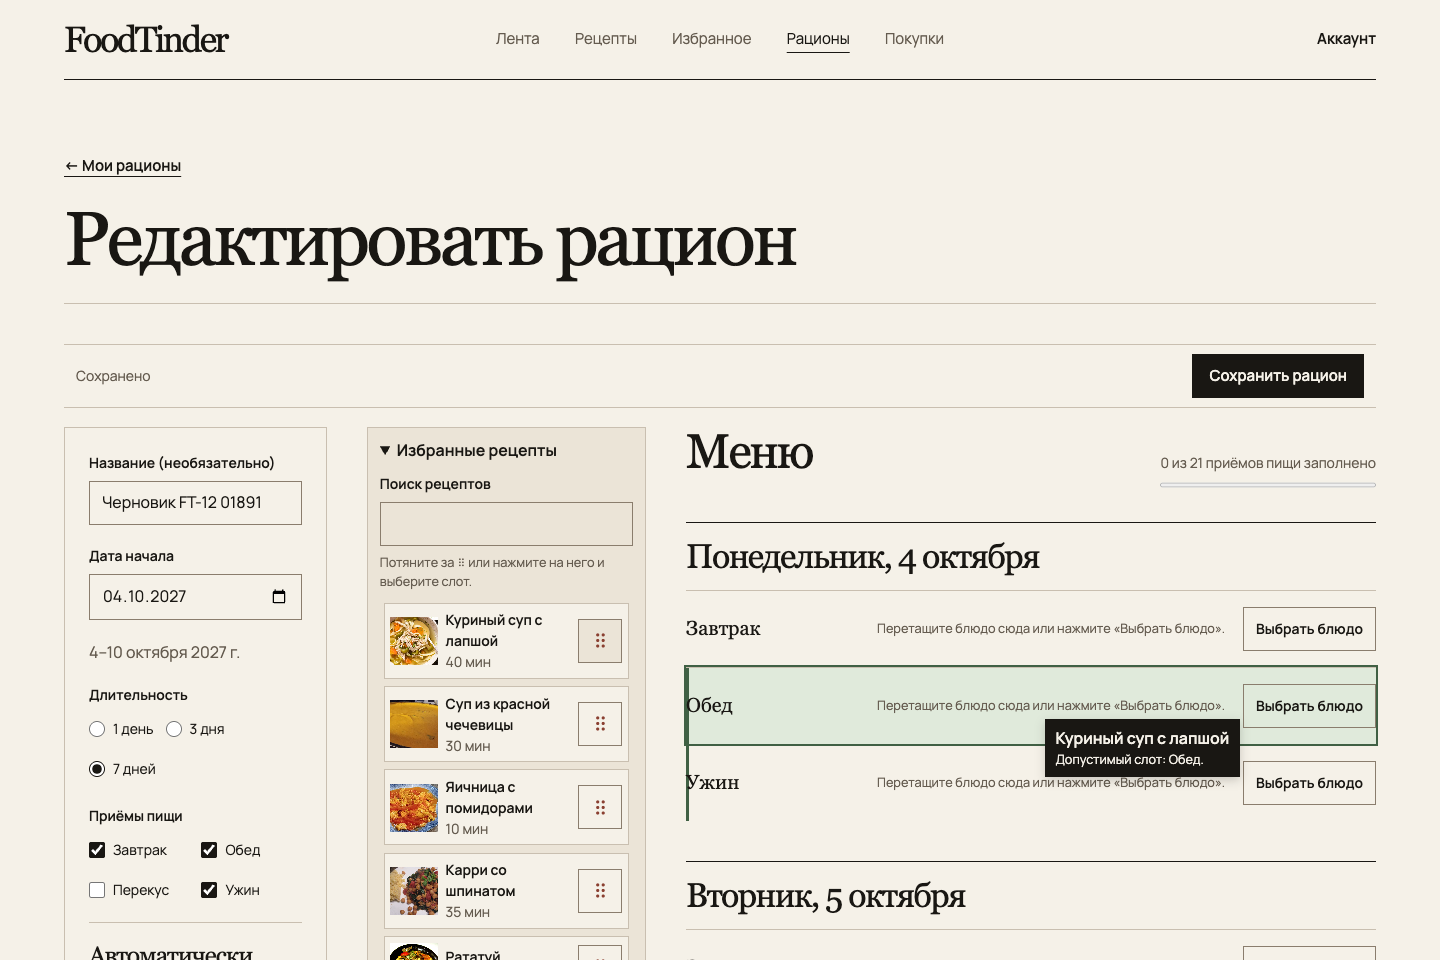 FoodTinder
Лента
Рецепты
Избранное
Рационы
Покупки
Аккаунт
← Мои рационы
Редактировать рацион
Сохранено
Сохранить рацион
Название (необязательно)
Черновик FT-12 01891
Дата начала
04.10.2027
4–10 октября 2027 г.
Длительность
1 день
3 дня
7 дней
Приёмы пищи
Завтрак
Обед
Перекус
Ужин
Автоматически
▼ Избранные рецепты
Поиск рецептов
Потяните за ⠿ или нажмите на него и
выберите слот.
Куриный суп с
лапшой
40 мин
Суп из красной
чечевицы
30 мин
Яичница с
помидорами
10 мин
Карри со
шпинатом
35 мин
Рататуй
Меню
0 из 21 приёмов пищи заполнено
Понедельник, 4 октября
Завтрак
Перетащите блюдо сюда или нажмите «Выбрать блюдо».
Выбрать блюдо
Обед
Перетащите блюдо сюда или нажмите «Выбрать блюдо».
Выбрать блюдо
Куриный суп с лапшой
Допустимый слот: Обед.
Ужин
Перетащите блюдо сюда или нажмите «Выбрать блюдо».
Выбрать блюдо
Вторник, 5 октября